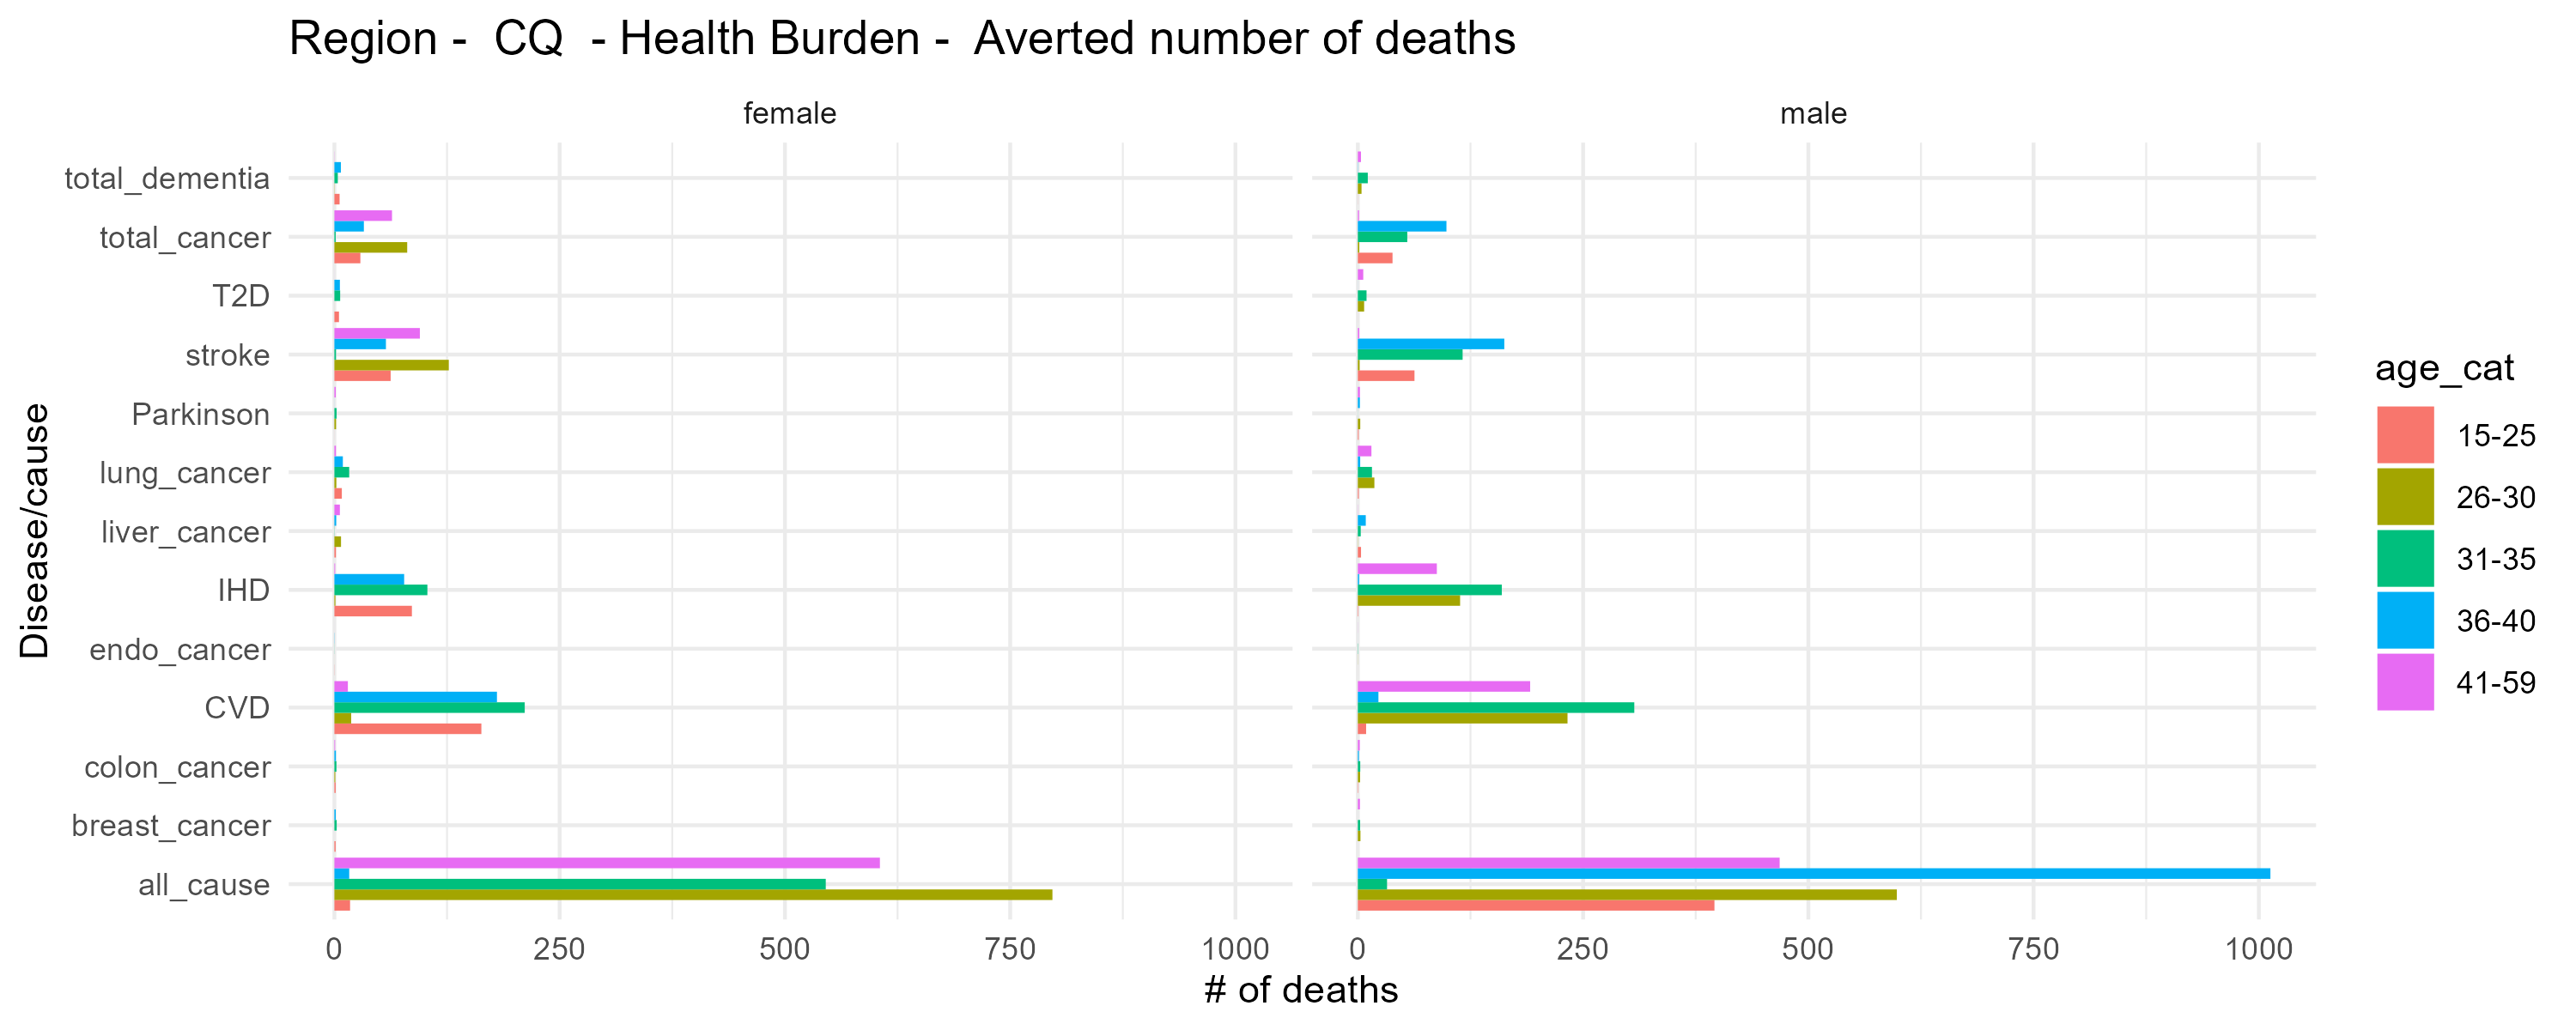 Region -  CQ  - Health Burden -  Averted number of deaths
female
male
Disease/cause
total_dementia
total_cancer
T2D
stroke
Parkinson
lung_cancer
liver_cancer
IHD
endo_cancer
CVD
colon_cancer
breast_cancer
all_cause
0 250 500 750 1000
0 250 500 750 1000
# of deaths
age_cat
15-25
26-30
31-35
36-40
41-59